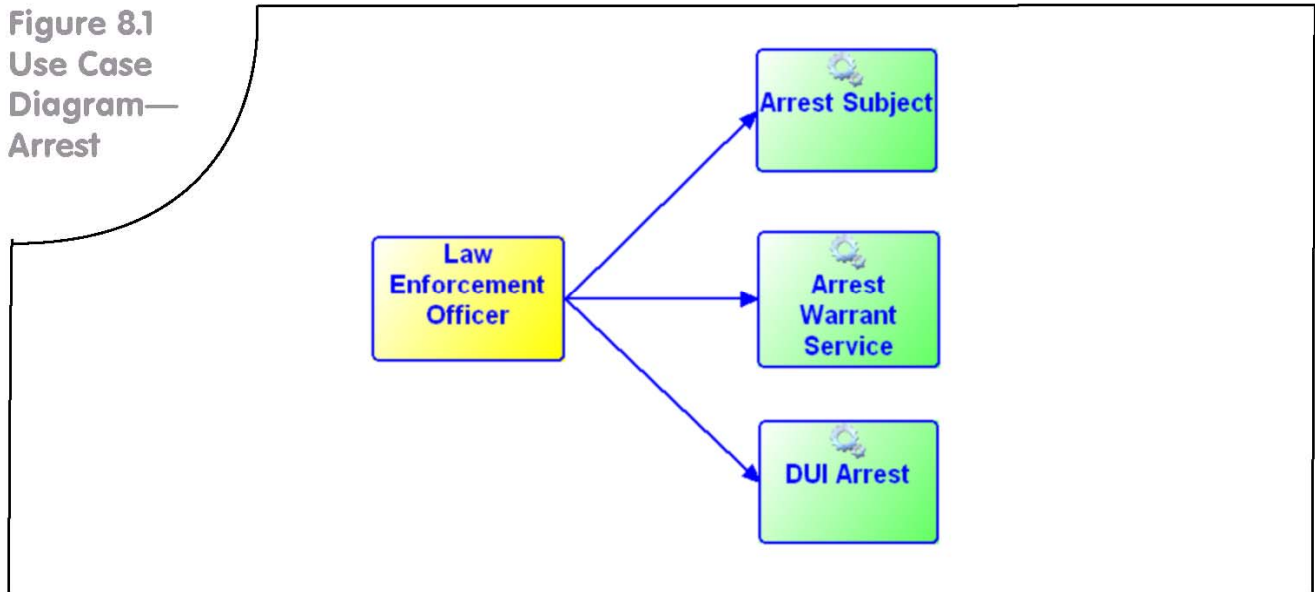 Figure 8.1
Use Case
Diagram—
Arrest
Law
Enforcement
Officer
Arrest Subject
Arrest
Warrant
Service
DUI Arrest